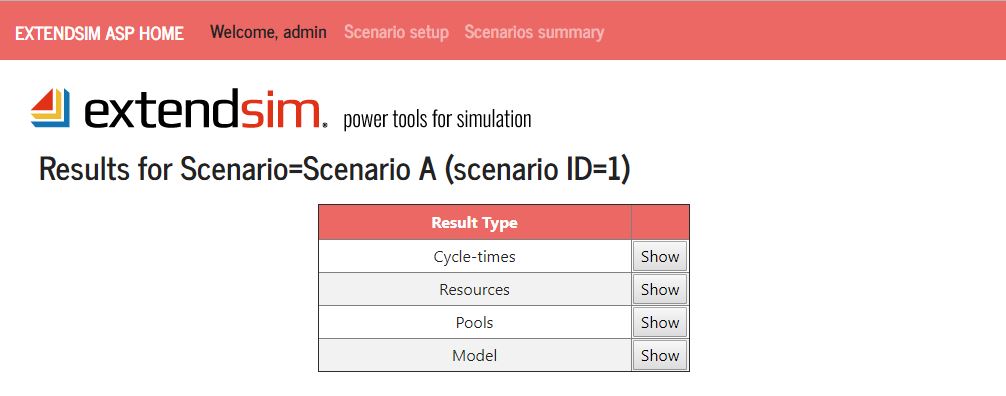 EXTENDSIM ASP HOME Welcome, admin Scenario setup Scenarios summary
extendsim® power tools for simulation
Results for Scenario=Scenario A (scenario ID=1)
Result Type
Cycle-times Show
Resources Show
Pools Show
Model Show